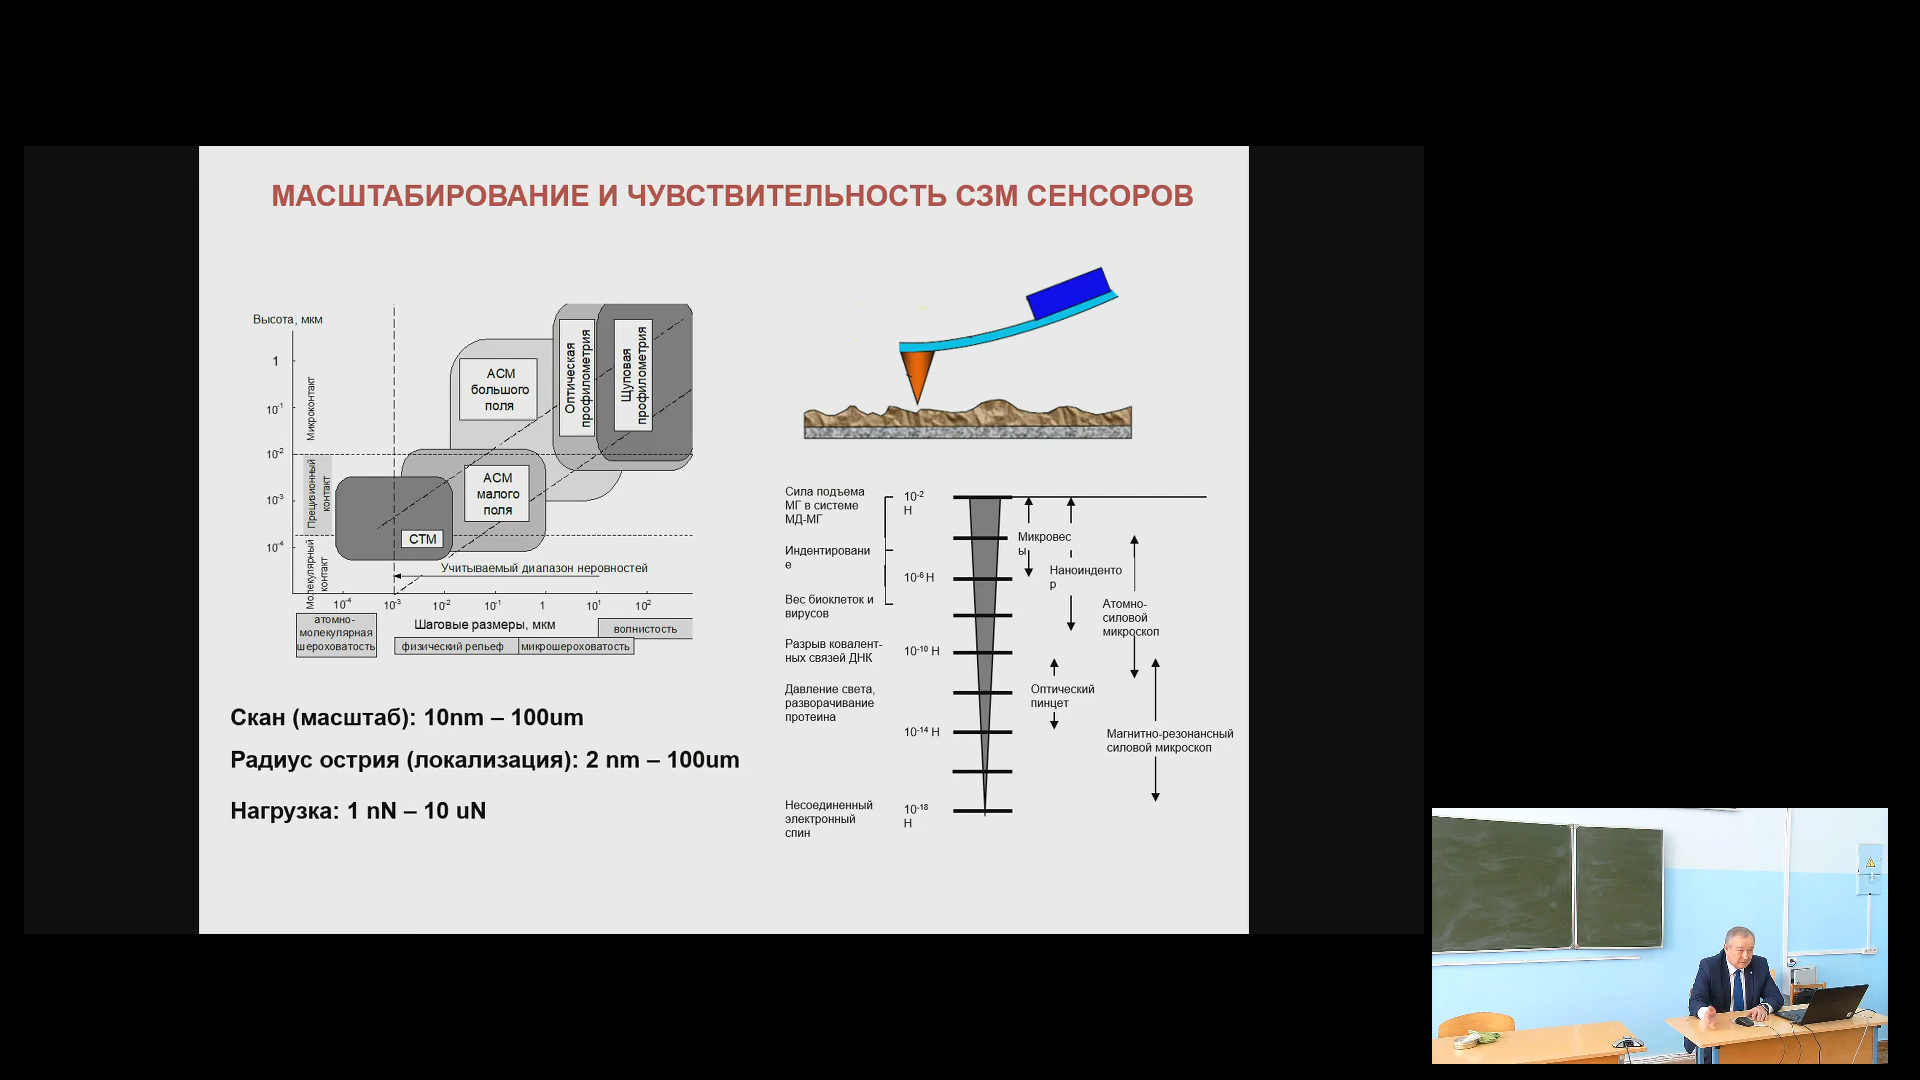 МАСШТАБИРОВАНИЕ И ЧУВСТВИТЕЛЬНОСТЬ СЗМ СЕНСОРОВ
Высота, мкм
1
10⁻¹
10⁻²
10⁻³
10⁻⁴
Микроконтакт
Прецизионный
контакт
Молекулярный
контакт
АСМ
большого
поля
Оптическая
профилометрия
Щуповая
профилометрия
АСМ
малого
поля
СТМ
Учитываемый диапазон неровностей
10⁻⁴ 10⁻³ 10⁻² 10⁻¹ 1 10¹ 10²
Шаговые размеры, мкм
атомно-
молекулярная
шероховатость
физический рельеф
микрошероховатость
волнистость
Скан (масштаб): 10nm – 100um
Радиус острия (локализация): 2 nm – 100um
Нагрузка: 1 nN – 10 uN
Сила подъема
МГ в системе
МД-МГ
Индентировани
е
Вес биоклеток и
вирусов
Разрыв ковалент-
ных связей ДНК
Давление света,
разворачивание
протеина
Несоединенный
электронный
спин
10⁻²
Н
10⁻⁶ Н
10⁻¹⁰ Н
10⁻¹⁴ Н
10⁻¹⁸
Н
Микровес
ы
Наноинденто
р
Атомно-
силовой
микроскоп
Оптический
пинцет
Магнитно-резонансный
силовой микроскоп